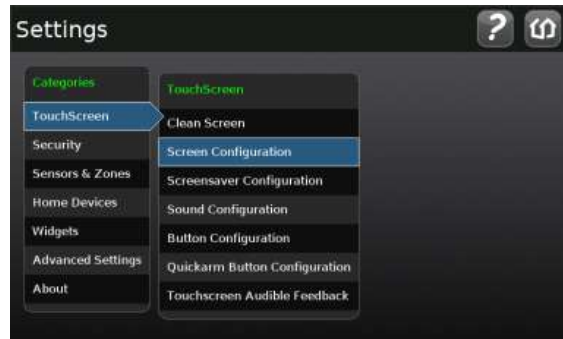 Settings
?
Categories
TouchScreen
Security
Sensors & Zones
Home Devices
Widgets
Advanced Settings
About
TouchScreen
Clean Screen
Screen Configuration
Screensaver Configuration
Sound Configuration
Button Configuration
Quickarm Button Configuration
Touchscreen Audible Feedback